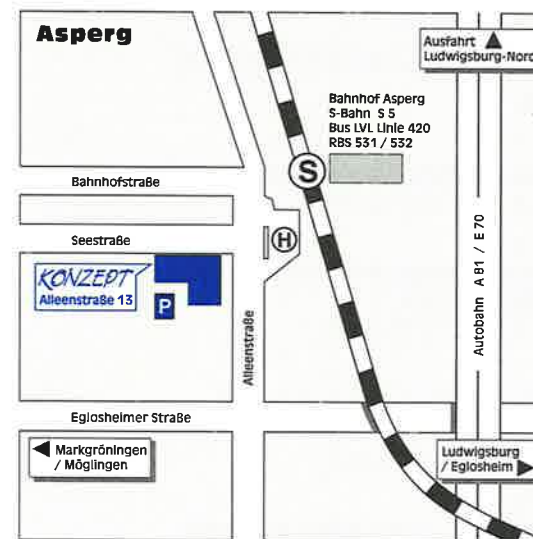 Asperg
Ausfahrt ▲
Ludwigsburg-Nord
Bahnhof Asperg
S-Bahn S 5
Bus LVL Linie 420
RBS 531 / 532
S
Bahnhofstraße
Seestraße
H
KONZEPT
Alleenstraße 13
P
Alleenstraße
Autobahn A 81 / E 70
Eglosheimer Straße
◀ Markgröningen
/ Möglingen
Ludwigsburg
/ Eglosheim ▶